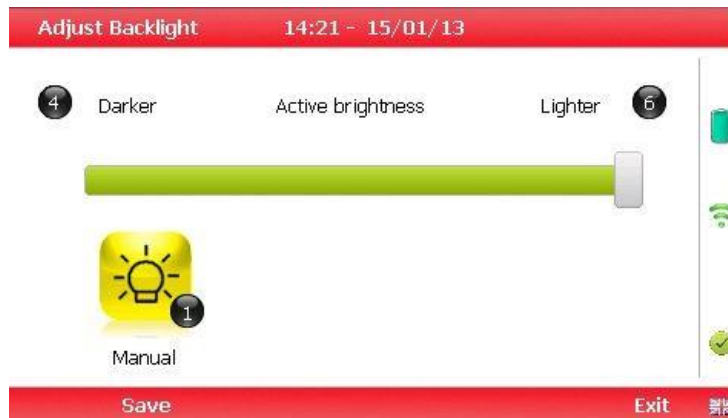 Adjust Backlight 14:21 - 15/01/13
4 Darker Active brightness Lighter 6
1
Manual
Save Exit